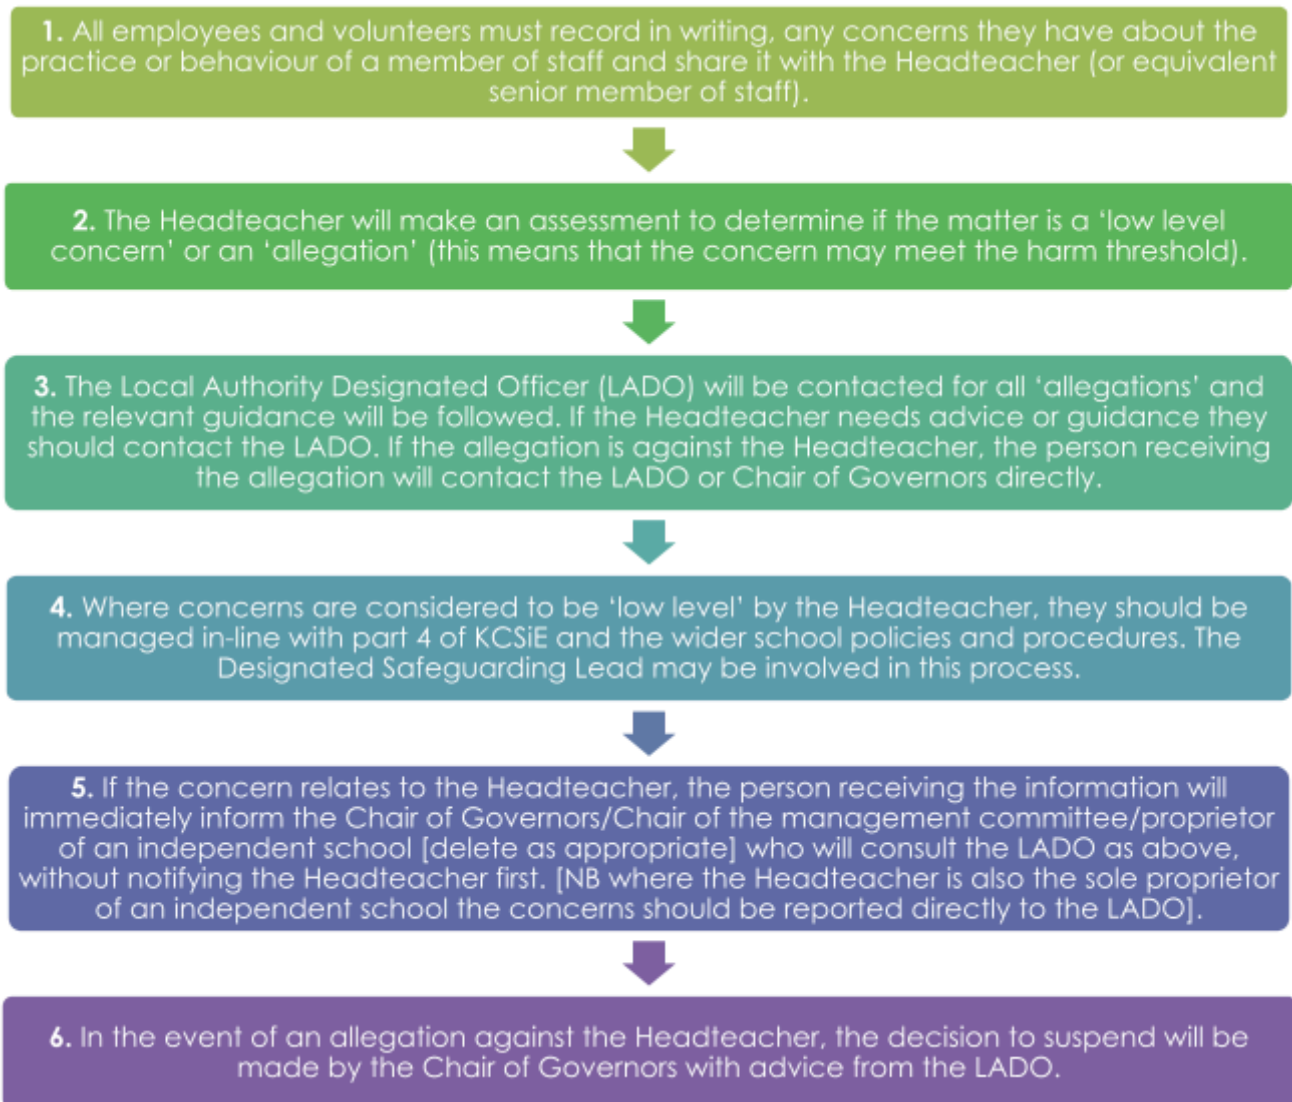 1. All employees and volunteers must record in writing, any concerns they have about the
practice or behaviour of a member of staff and share it with the Headteacher (or equivalent
senior member of staff).
2. The Headteacher will make an assessment to determine if the matter is a ‘low level
concern’ or an ‘allegation’ (this means that the concern may meet the harm threshold).
3. The Local Authority Designated Officer (LADO) will be contacted for all ‘allegations’ and
the relevant guidance will be followed. If the Headteacher needs advice or guidance they
should contact the LADO. If the allegation is against the Headteacher, the person receiving
the allegation will contact the LADO or Chair of Governors directly.
4. Where concerns are considered to be ‘low level’ by the Headteacher, they should be
managed in-line with part 4 of KCSiE and the wider school policies and procedures. The
Designated Safeguarding Lead may be involved in this process.
5. If the concern relates to the Headteacher, the person receiving the information will
immediately inform the Chair of Governors/Chair of the management committee/proprietor
of an independent school [delete as appropriate] who will consult the LADO as above,
without notifying the Headteacher first. [NB where the Headteacher is also the sole proprietor
of an independent school the concerns should be reported directly to the LADO].
6. In the event of an allegation against the Headteacher, the decision to suspend will be
made by the Chair of Governors with advice from the LADO.